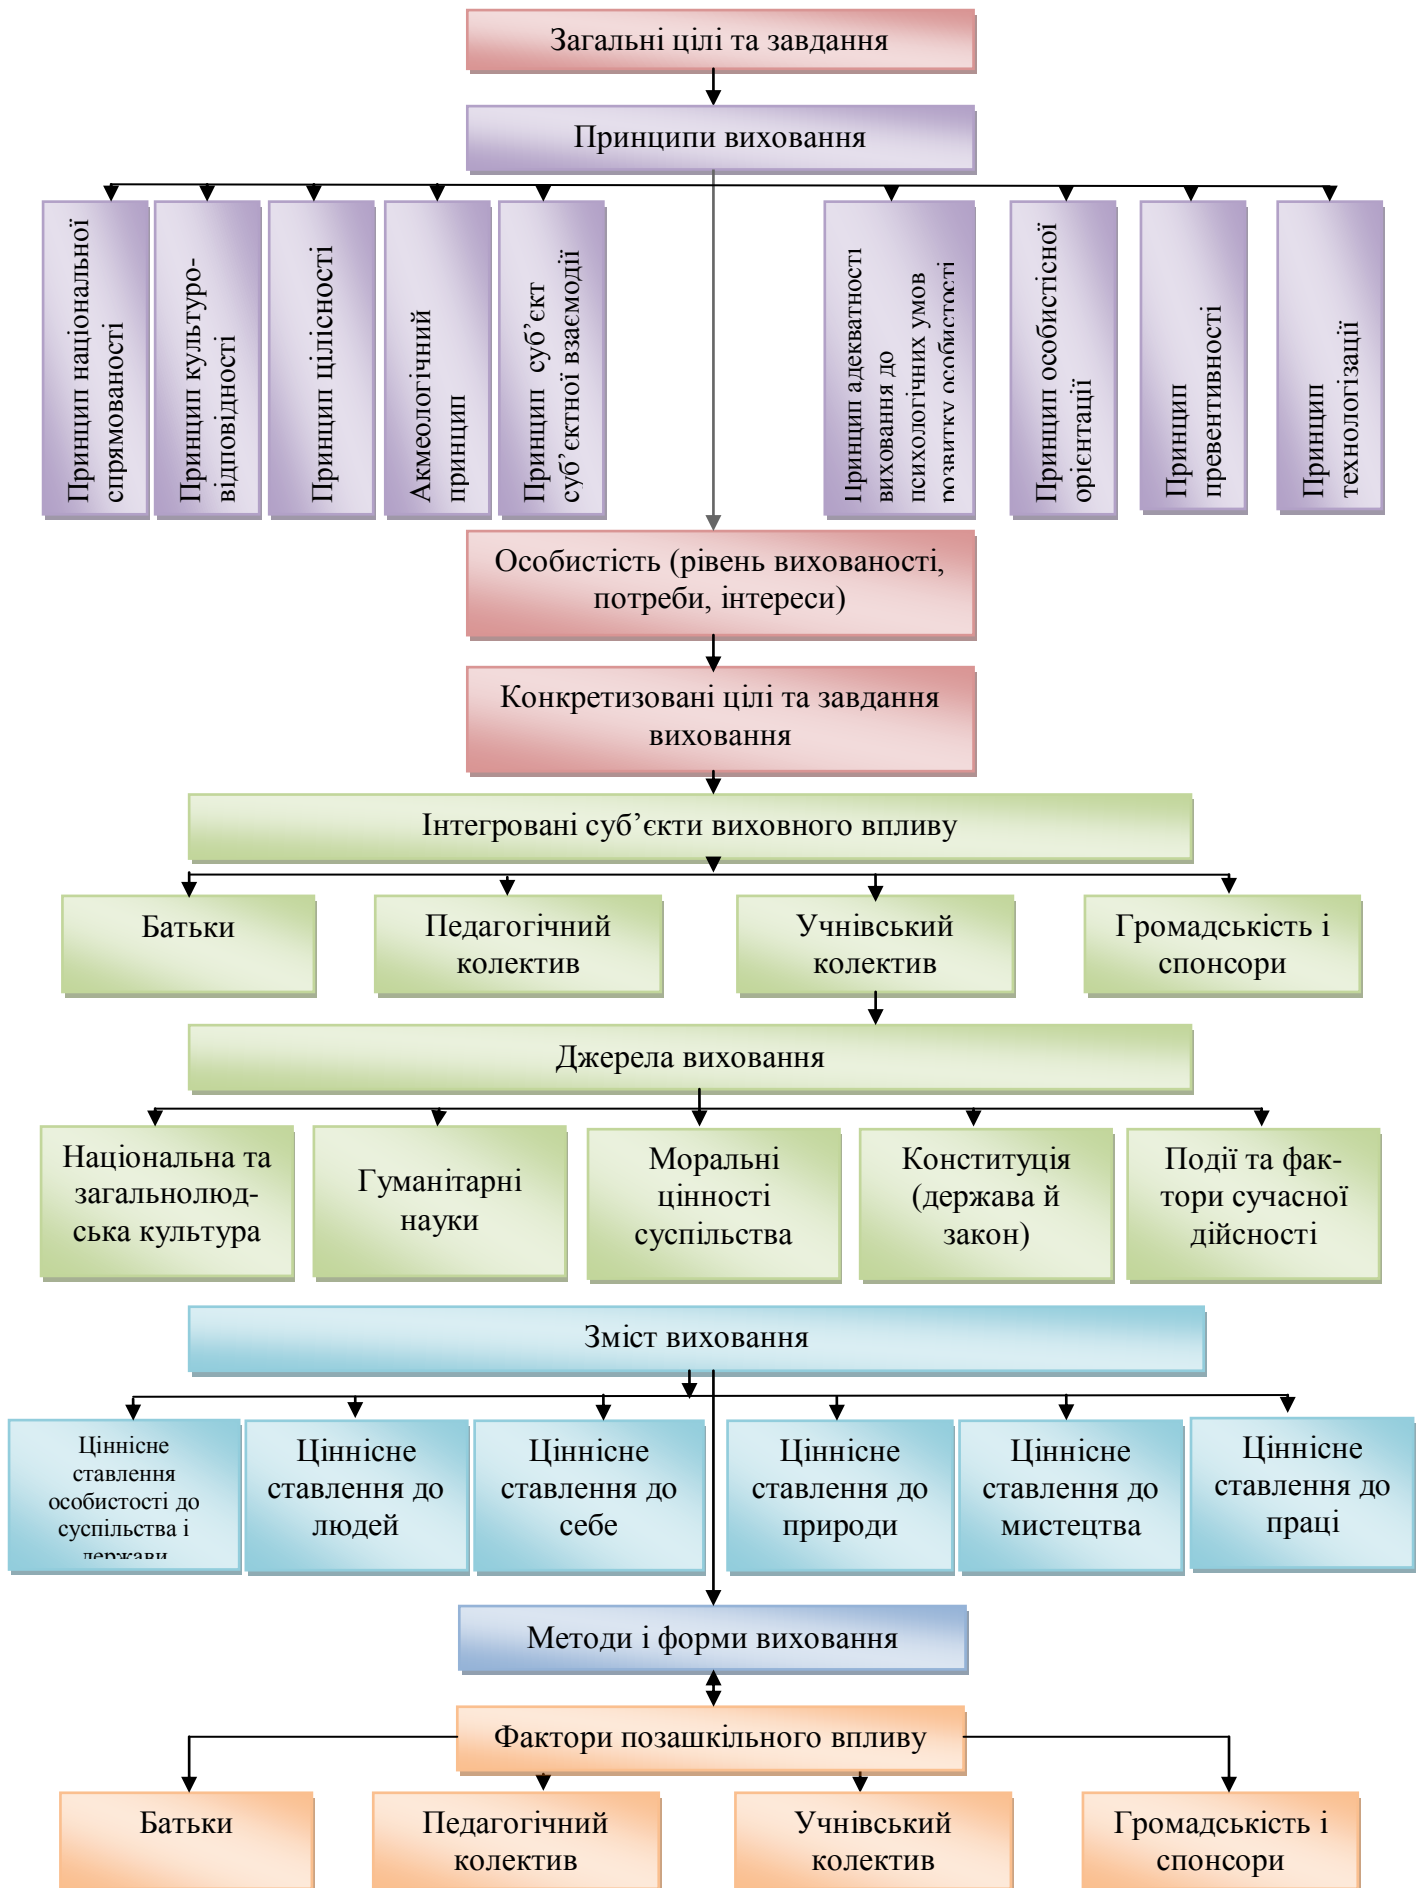 Загальні цілі та завдання
Принципи виховання
Принцип національної
спрямованості
Принцип культуро-
відповідності
Принцип цілісності
Акмеологічний
принцип
Принцип суб’єкт
суб’єктної взаємодії
Принцип адекватності
виховання до
психологічних умов
розвитку особистості
Принцип особистісної
орієнтації
Принцип
превентивності
Принцип
технологізації
Особистість (рівень вихованості,
потреби, інтереси)
Конкретизовані цілі та завдання
виховання
Інтегровані суб’єкти виховного впливу
Батьки
Педагогічний
колектив
Учнівський
колектив
Громадськість і
спонсори
Джерела виховання
Національна та
загальнолюд-
ська культура
Гуманітарні
науки
Моральні
цінності
суспільства
Конституція
(держава й
закон)
Події та фак-
тори сучасної
дійсності
Зміст виховання
Ціннісне
ставлення
особистості до
суспільства і
держави
Ціннісне
ставлення до
людей
Ціннісне
ставлення до
себе
Ціннісне
ставлення до
природи
Ціннісне
ставлення до
мистецтва
Ціннісне
ставлення до
праці
Методи і форми виховання
Фактори позашкільного впливу
Батьки
Педагогічний
колектив
Учнівський
колектив
Громадськість і
спонсори